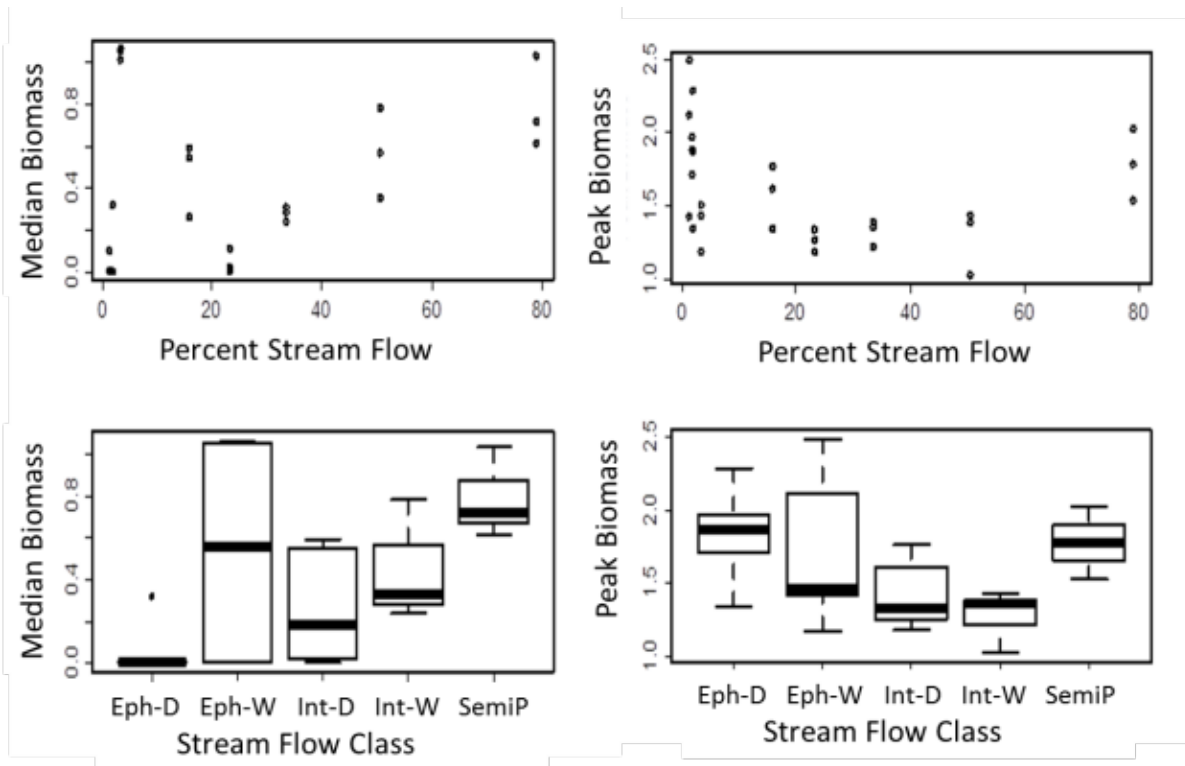 Median Biomass
0.0 0.4 0.8
0 20 40 60 80
Percent Stream Flow
Peak Biomass
1.0 1.5 2.0 2.5
0 20 40 60 80
Percent Stream Flow
Median Biomass
0.0 0.4 0.8
Eph-D Eph-W Int-D Int-W SemiP
Stream Flow Class
Peak Biomass
1.0 1.5 2.0 2.5
Eph-D Eph-W Int-D Int-W SemiP
Stream Flow Class